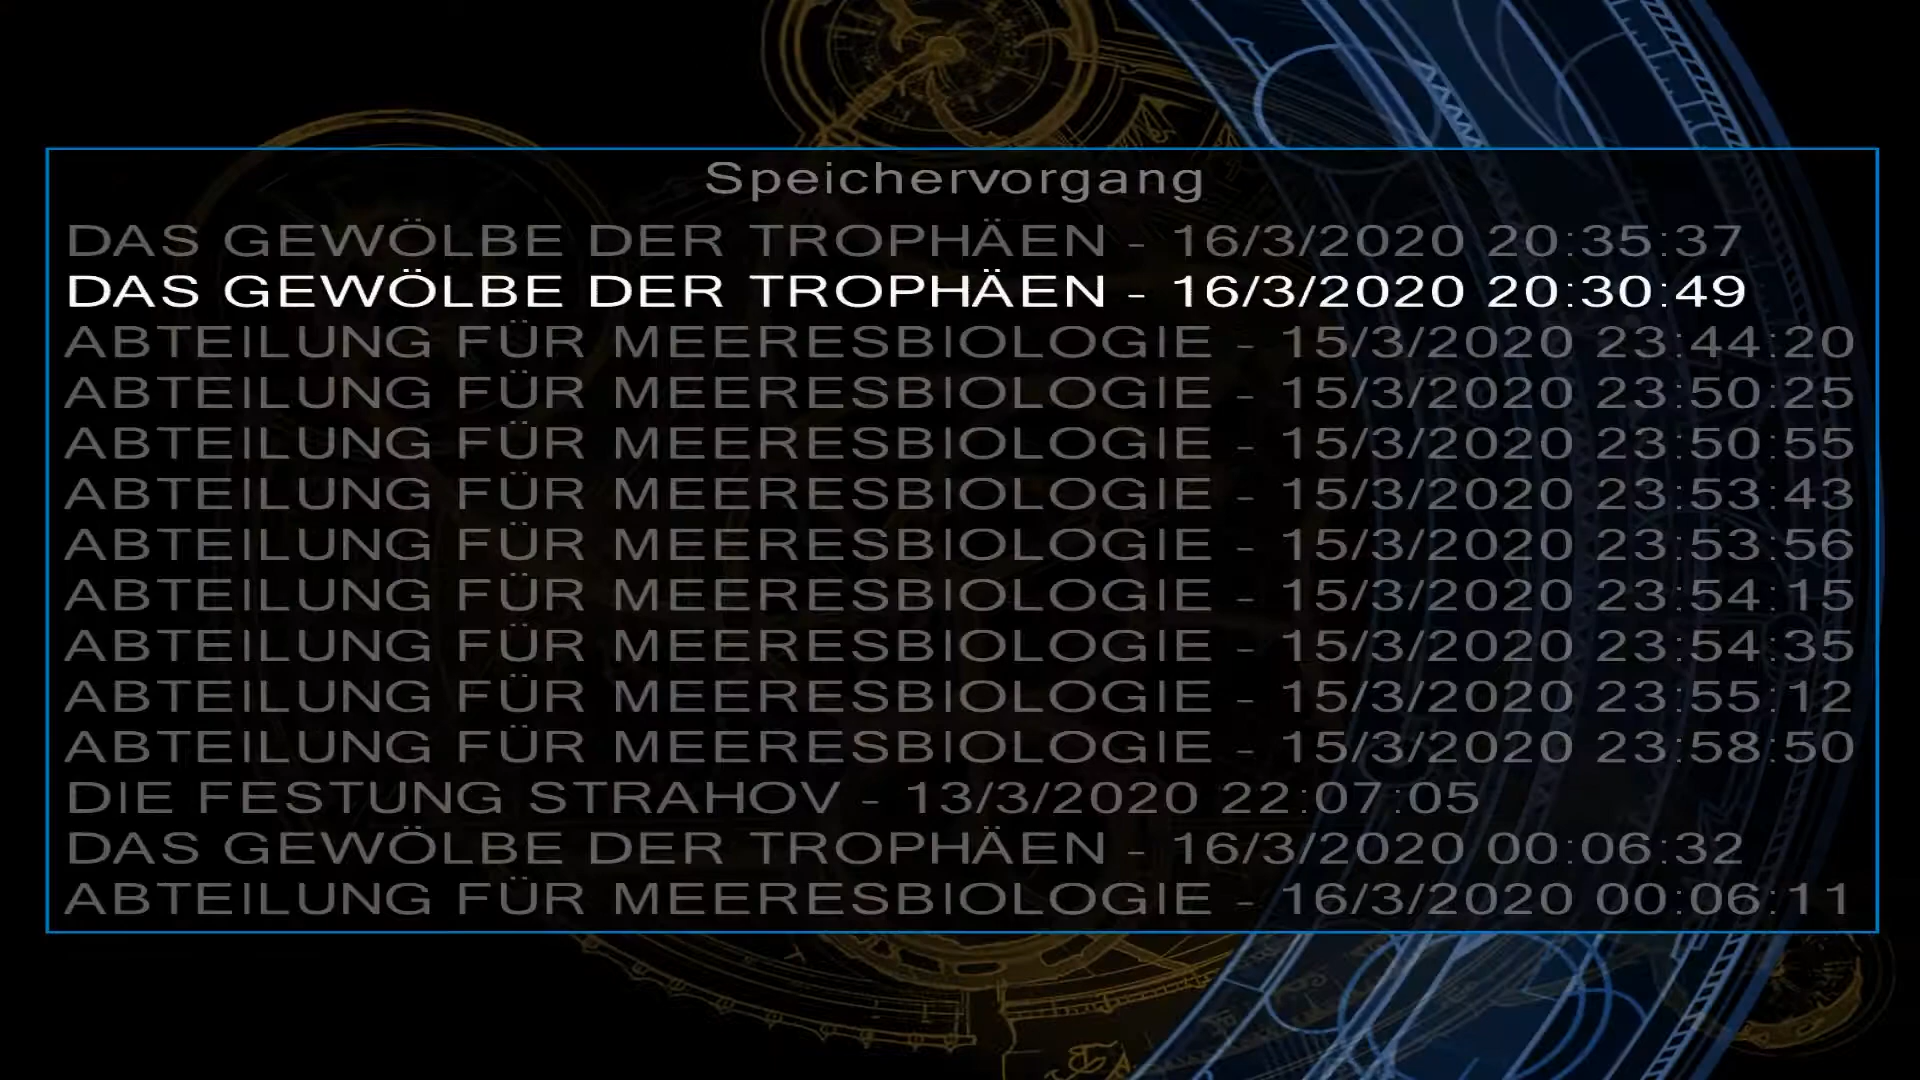 Speichervorgang
DAS GEWÖLBE DER TROPHÄEN - 16/3/2020 20:35:37
DAS GEWÖLBE DER TROPHÄEN - 16/3/2020 20:30:49
ABTEILUNG FÜR MEERESBIOLOGIE - 15/3/2020 23:44:20
ABTEILUNG FÜR MEERESBIOLOGIE - 15/3/2020 23:50:25
ABTEILUNG FÜR MEERESBIOLOGIE - 15/3/2020 23:50:55
ABTEILUNG FÜR MEERESBIOLOGIE - 15/3/2020 23:53:43
ABTEILUNG FÜR MEERESBIOLOGIE - 15/3/2020 23:53:56
ABTEILUNG FÜR MEERESBIOLOGIE - 15/3/2020 23:54:15
ABTEILUNG FÜR MEERESBIOLOGIE - 15/3/2020 23:54:35
ABTEILUNG FÜR MEERESBIOLOGIE - 15/3/2020 23:55:12
ABTEILUNG FÜR MEERESBIOLOGIE - 15/3/2020 23:58:50
DIE FESTUNG STRAHOV - 13/3/2020 22:07:05
DAS GEWÖLBE DER TROPHÄEN - 16/3/2020 00:06:32
ABTEILUNG FÜR MEERESBIOLOGIE - 16/3/2020 00:06:11